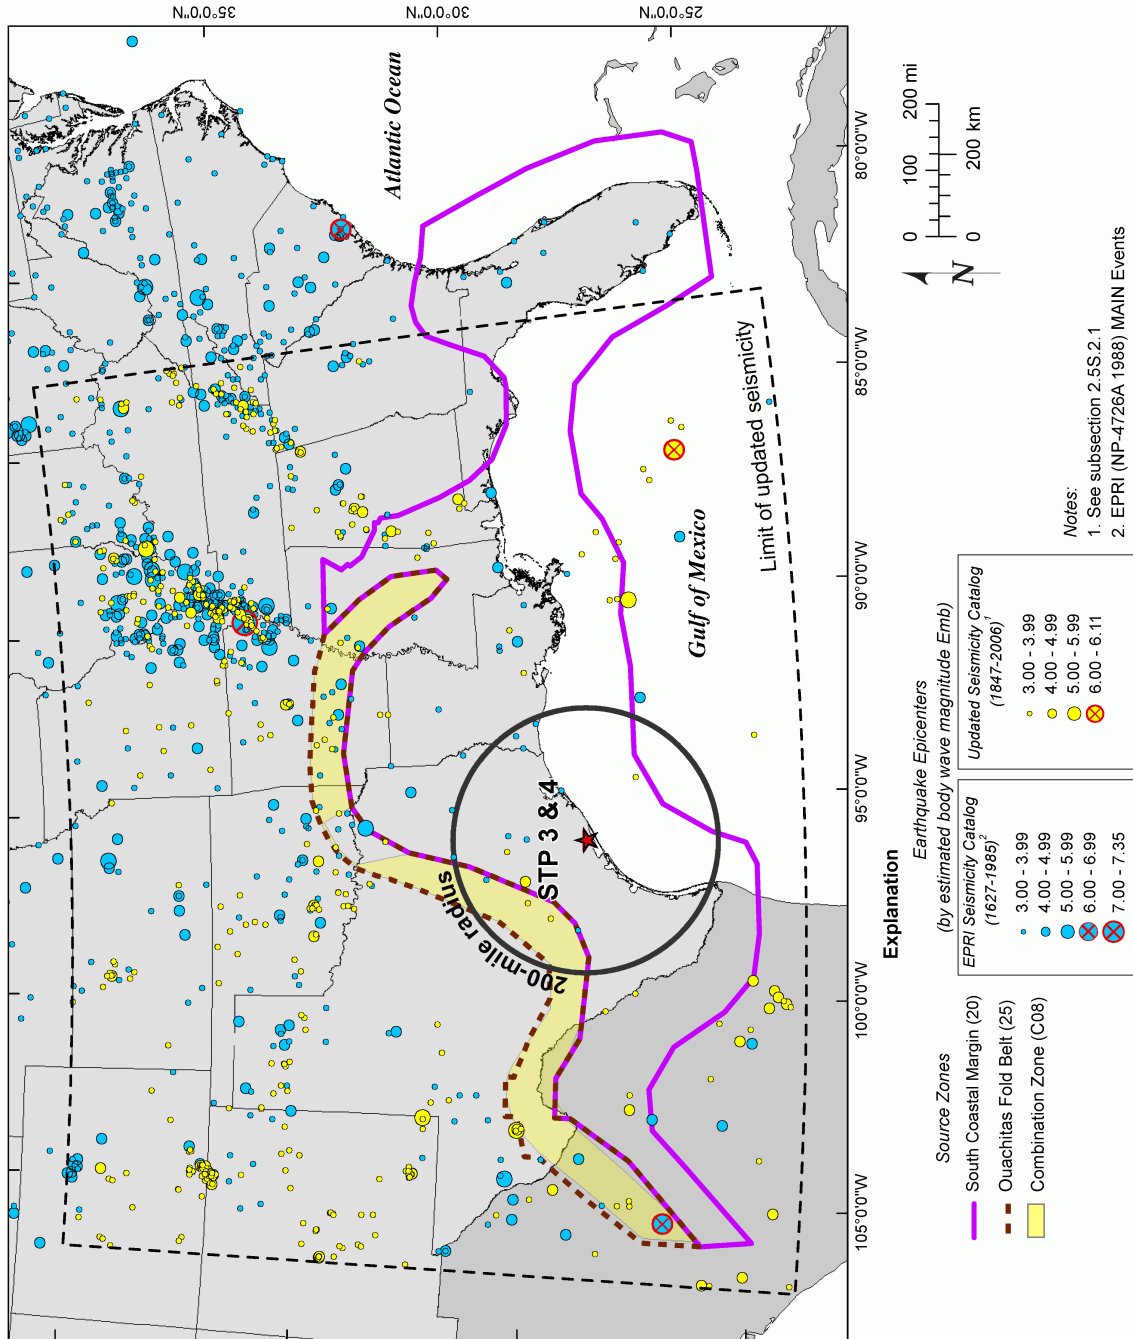 35°0'0"N
30°0'0"N
25°0'0"N
Atlantic Ocean
Gulf of Mexico
Limit of updated seismicity
STP 3 & 4
200-mile radius
105°0'0"W
100°0'0"W
95°0'0"W
90°0'0"W
85°0'0"W
80°0'0"W
N
0 100 200 mi
0 200 km
Explanation
Source Zones
South Coastal Margin (20)
Ouachitas Fold Belt (25)
Combination Zone (C08)
Earthquake Epicenters
(by estimated body wave magnitude Emb)
EPRI Seismicity Catalog
(1627-1985)2
3.00 - 3.99
4.00 - 4.99
5.00 - 5.99
6.00 - 6.99
7.00 - 7.35
Updated Seismicity Catalog
(1847-2006)1
3.00 - 3.99
4.00 - 4.99
5.00 - 5.99
6.00 - 6.11
Notes:
1. See subsection 2.5S.2.1
2. EPRI (NP-4726A 1988) MAIN Events